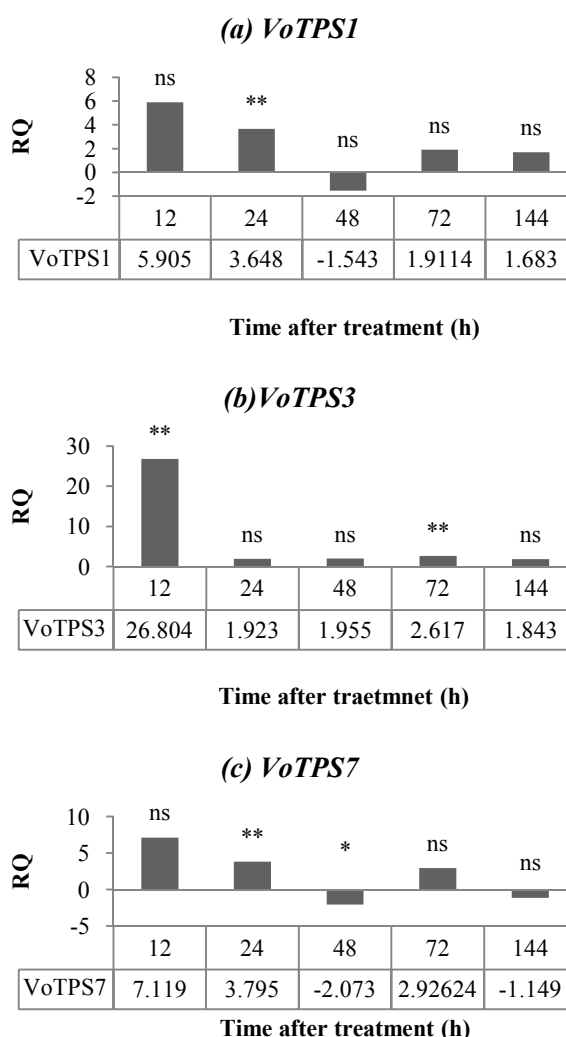 (a) VoTPS1
RQ
8
6
4
2
0
-2
ns
**
ns
ns
ns
12 24 48 72 144
VoTPS1 5.905 3.648 -1.543 1.9114 1.683
Time after treatment (h)
(b)VoTPS3
RQ
30
20
10
0
**
ns
ns
**
ns
12 24 48 72 144
VoTPS3 26.804 1.923 1.955 2.617 1.843
Time after traetmnet (h)
(c) VoTPS7
RQ
10
5
0
-5
ns
**
*
ns
ns
12 24 48 72 144
VoTPS7 7.119 3.795 -2.073 2.92624 -1.149
Time after treatment (h)